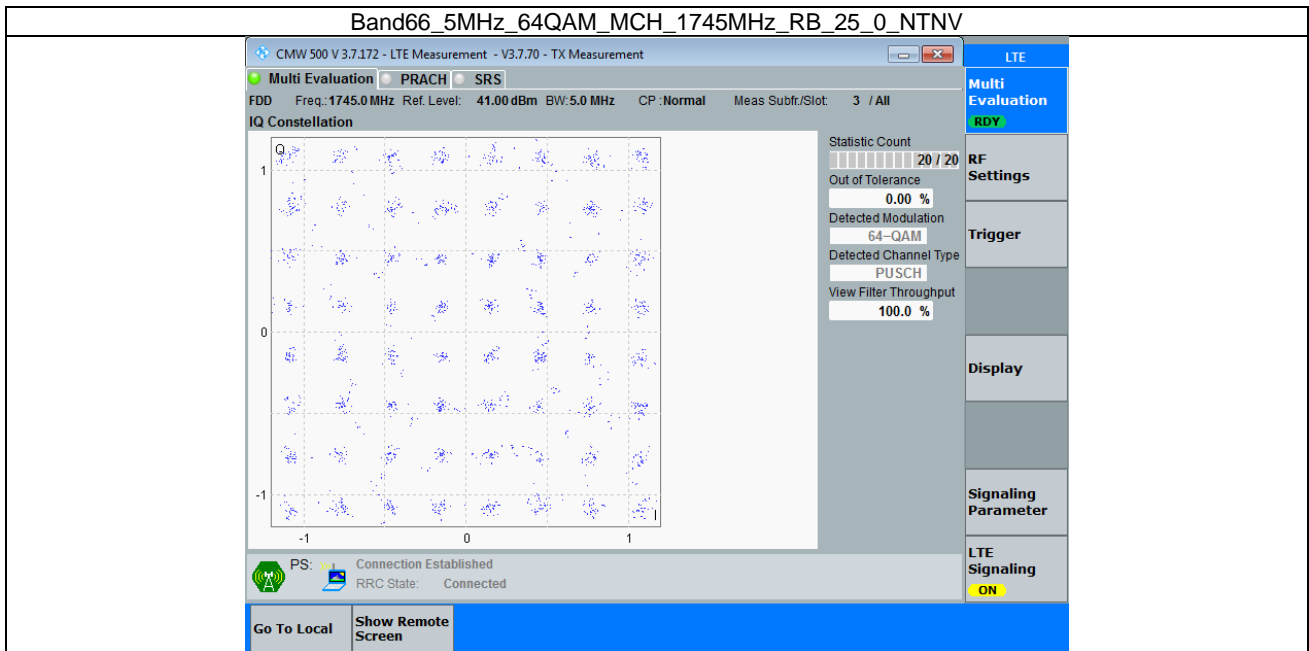 Band66_5MHz_64QAM_MCH_1745MHz_RB_25_0_NTNV
CMW 500 V 3.7.172 - LTE Measurement - V3.7.70 - TX Measurement
LTE
Multi Evaluation PRACH SRS
Multi
Evaluation
RDY
FDD Freq.:1745.0 MHz Ref. Level: 41.00 dBm BW:5.0 MHz CP :Normal Meas Subfr./Slot: 3 / All
IQ Constellation
Q
1
0
-1
-1 0 1
I
Statistic Count
20 / 20
Out of Tolerance
0.00 %
Detected Modulation
64-QAM
Detected Channel Type
PUSCH
View Filter Throughput
100.0 %
RF
Settings
Trigger
Display
Signaling
Parameter
LTE
Signaling
ON
PS: Connection Established
RRC State: Connected
Go To Local
Show Remote
Screen